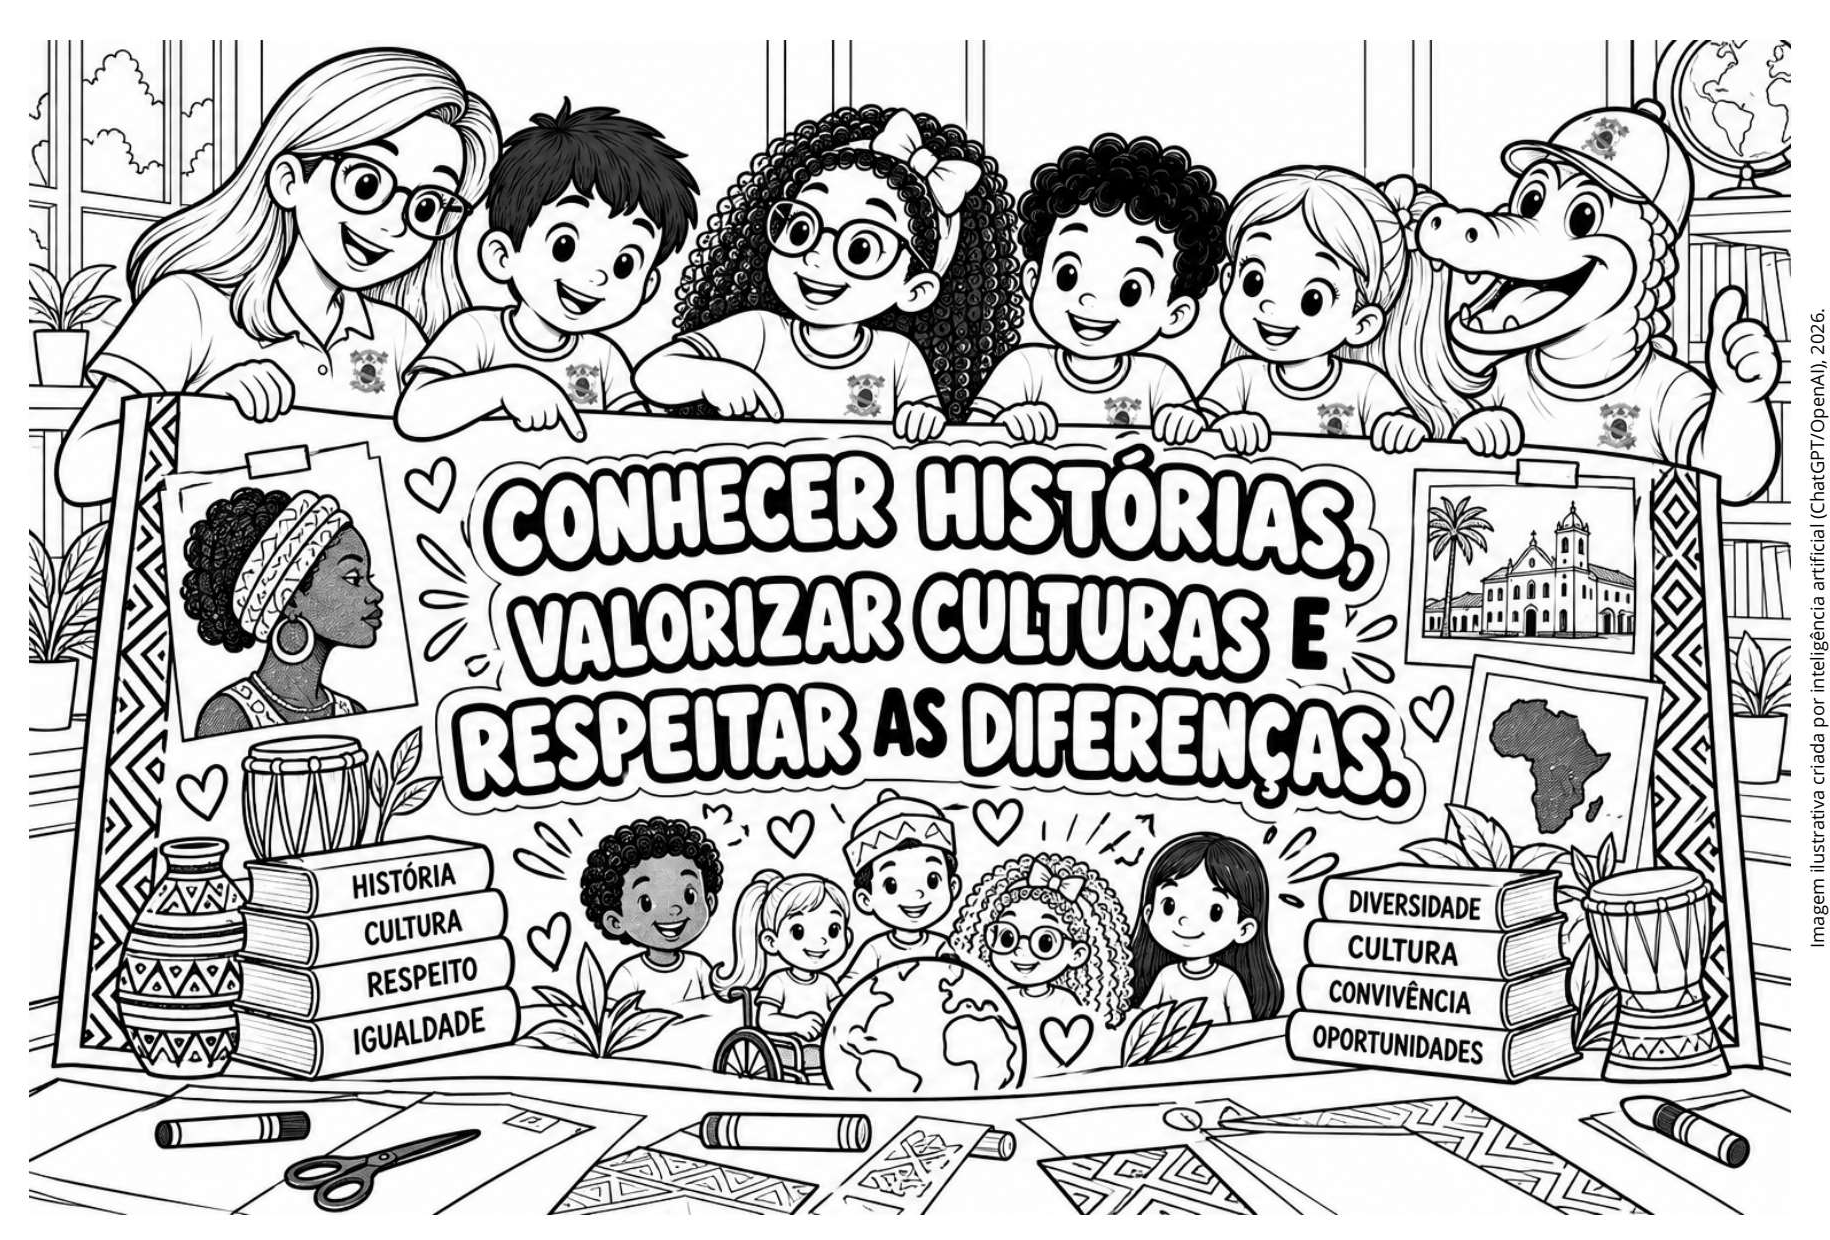 CONHECER HISTÓRIAS,
VALORIZAR CULTURAS E
RESPEITAR AS DIFERENÇAS.
HISTÓRIA
CULTURA
RESPEITO
IGUALDADE
DIVERSIDADE
CULTURA
CONVIVÊNCIA
OPORTUNIDADES
Imagem ilustrativa criada por inteligência artificial (ChatGPT/OpenAI), 2026.